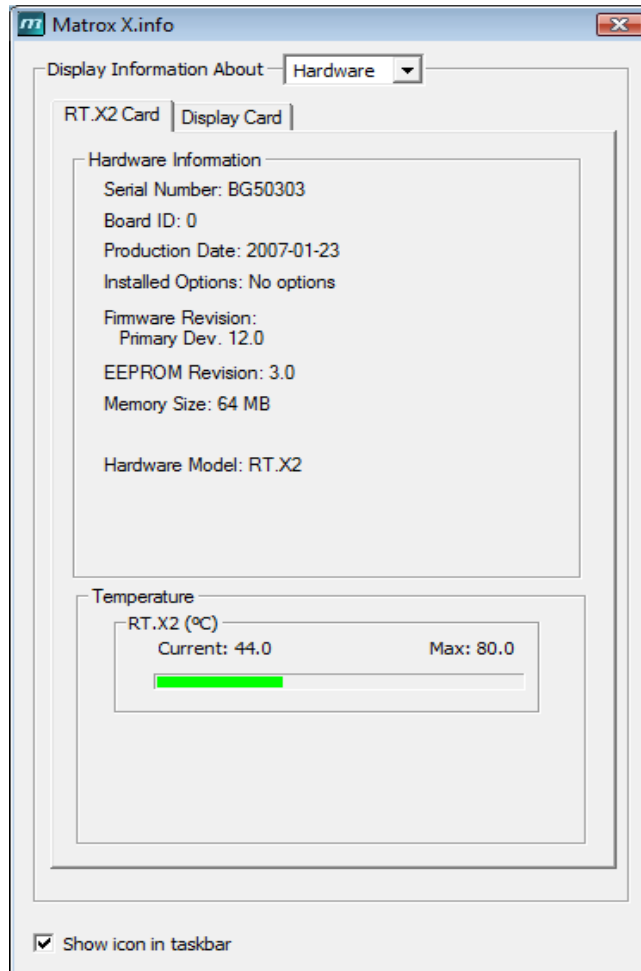 m Matrox X.info
Display Information About Hardware
RT.X2 Card Display Card
Hardware Information
Serial Number: BG50303
Board ID: 0
Production Date: 2007-01-23
Installed Options: No options
Firmware Revision:
Primary Dev. 12.0
EEPROM Revision: 3.0
Memory Size: 64 MB
Hardware Model: RT.X2
Temperature
RT.X2 (ºC)
Current: 44.0 Max: 80.0
Show icon in taskbar